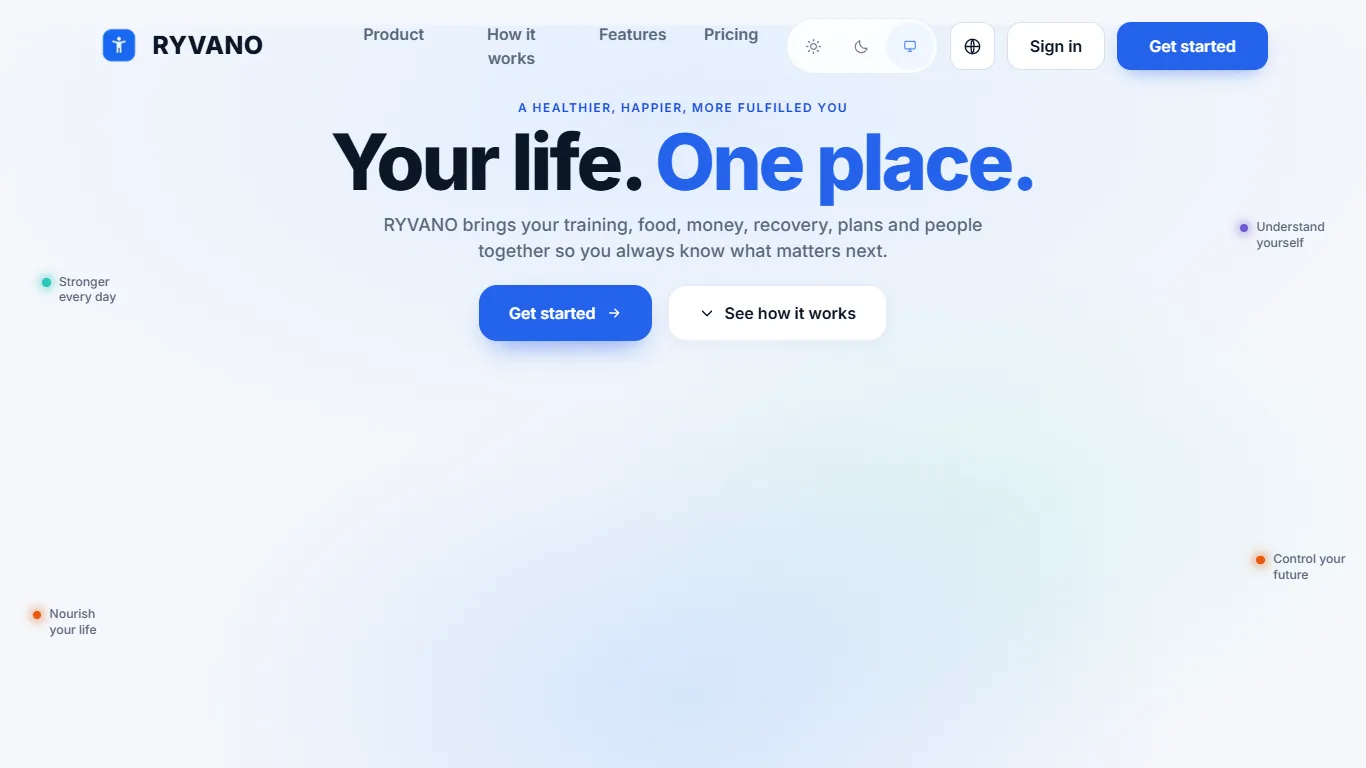 RYVANO
Product
How it
works
Features
Pricing
Sign in
Get started
A HEALTHIER, HAPPIER, MORE FULFILLED YOU
Your life. One place.
RYVANO brings your training, food, money, recovery, plans and people
together so you always know what matters next.
Get started
See how it works
Understand
yourself
Stronger
every day
Control your
future
Nourish
your life